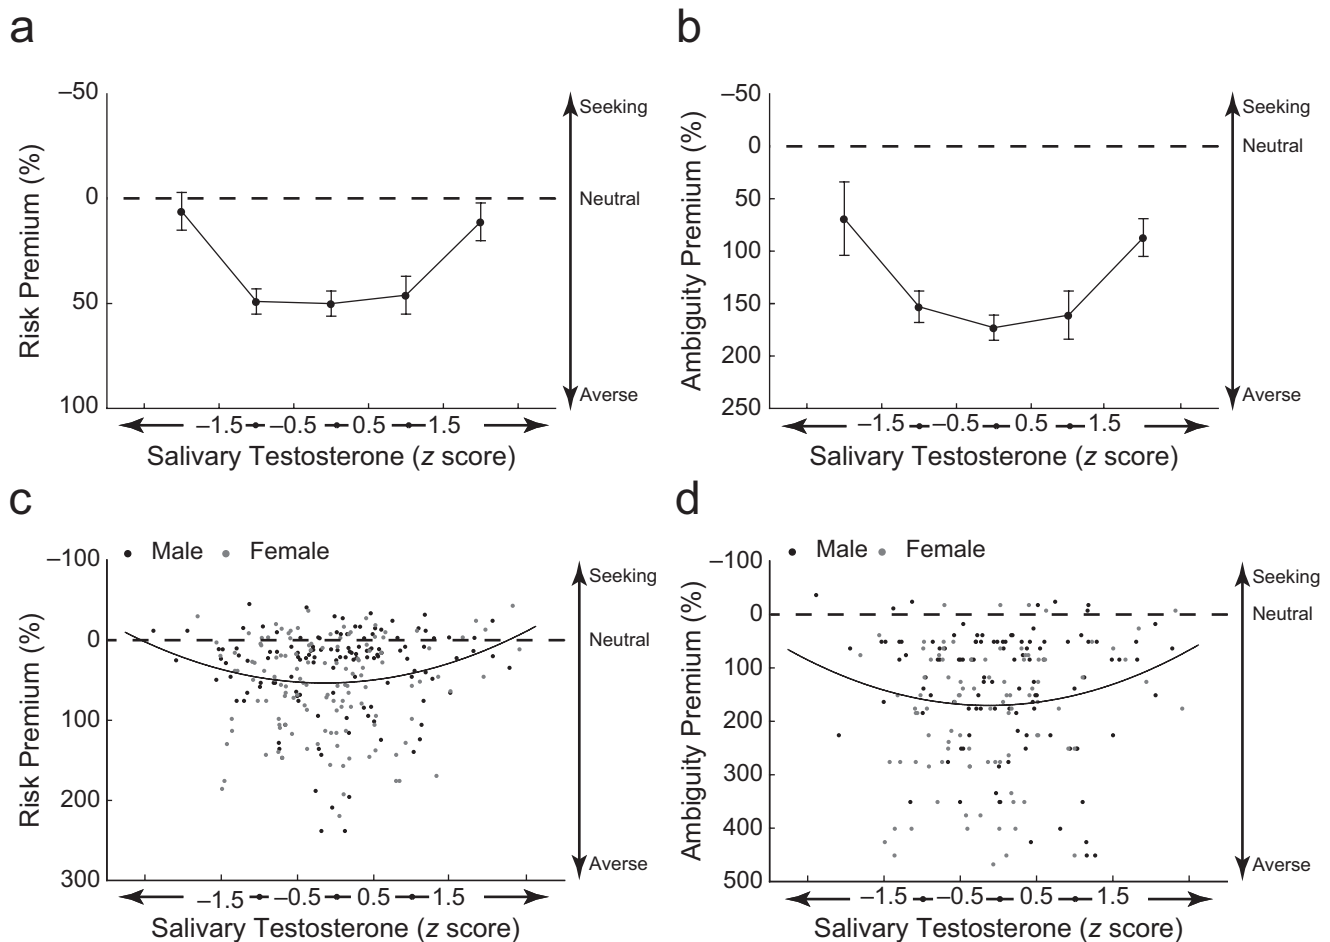 a
b
–50
0
50
100
Risk Premium (%)
Seeking
Neutral
Averse
–1.5
–0.5
0.5
1.5
Salivary Testosterone (z score)
–50
0
50
100
150
200
250
Ambiguity Premium (%)
Seeking
Neutral
Averse
–1.5
–0.5
0.5
1.5
Salivary Testosterone (z score)
c
d
Male
Female
–100
0
100
200
300
Risk Premium (%)
Seeking
Neutral
Averse
–1.5
–0.5
0.5
1.5
Salivary Testosterone (z score)
Male
Female
–100
0
100
200
300
400
500
Ambiguity Premium (%)
Seeking
Neutral
Averse
–1.5
–0.5
0.5
1.5
Salivary Testosterone (z score)